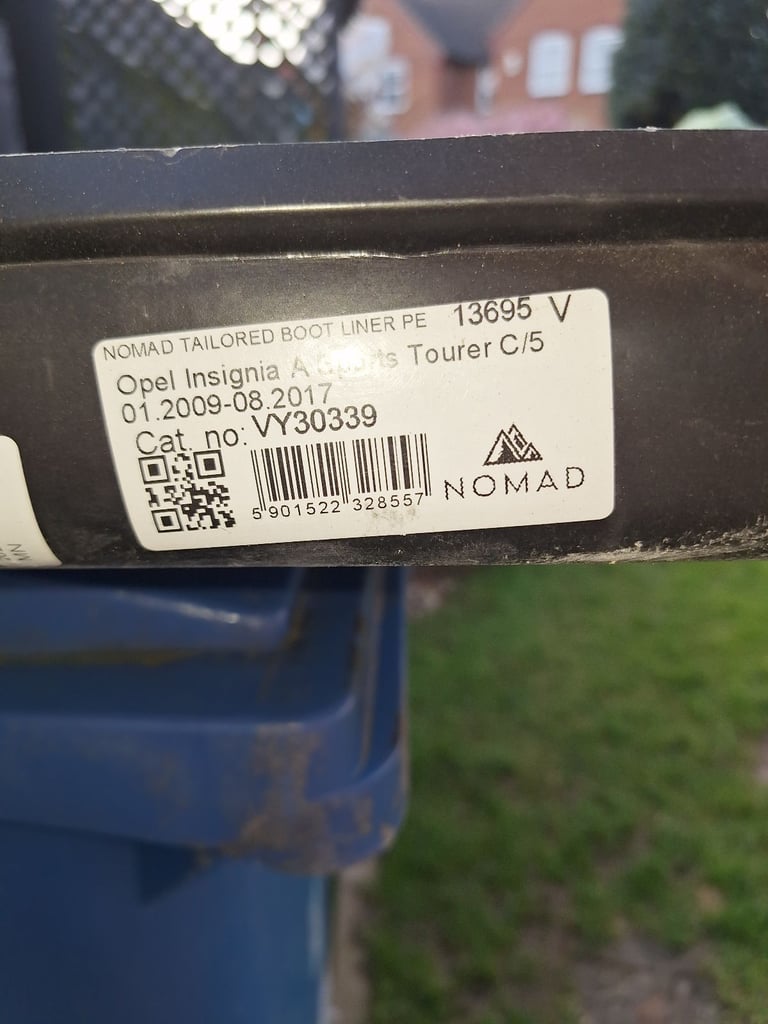 NOMAD TAILORED BOOT LINER PE 13695 V
Opel Insignia A Sports Tourer C/5
01.2009-08.2017
Cat. no: VY30339
5 901522 328557
NOMAD